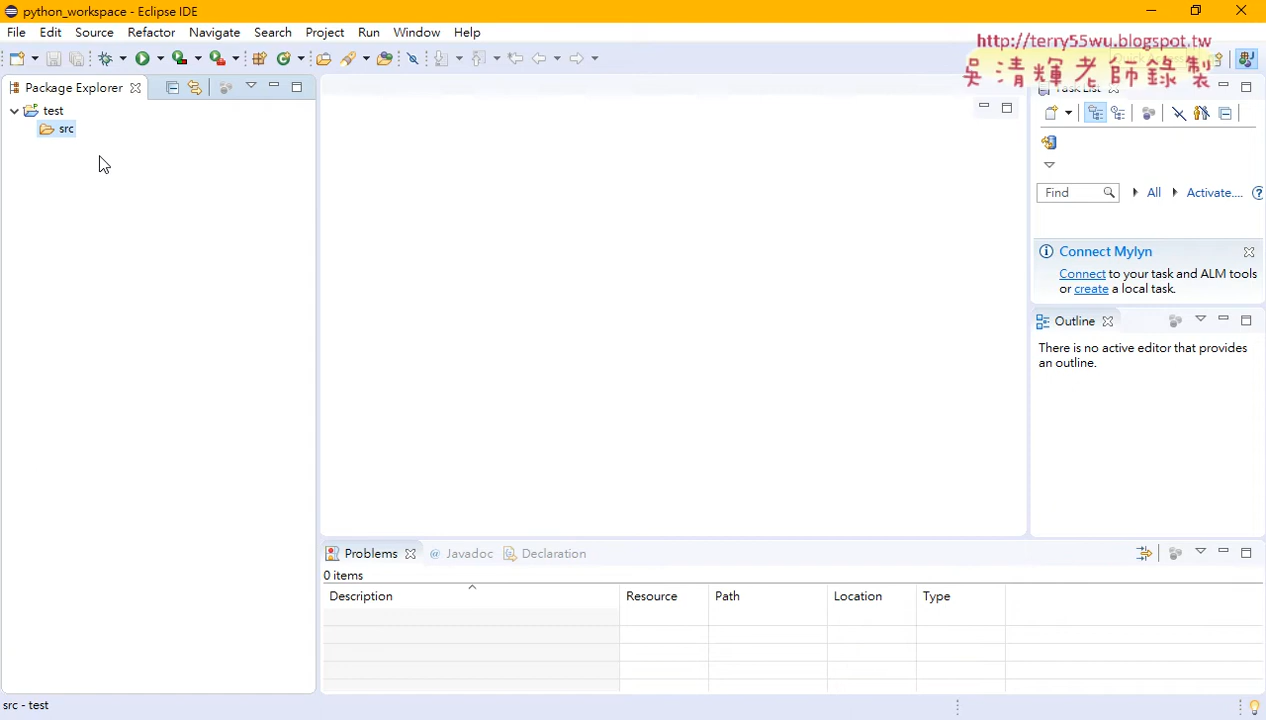 python_workspace - Eclipse IDE
File Edit Source Refactor Navigate Search Project Run Window Help
http://terry55wu.blogspot.tw
吳清輝老師錄製
Package Explorer
Task List
test
src
Find
All
Activate....
Connect Mylyn
Connect to your task and ALM tools
or create a local task.
Outline
There is no active editor that provides
an outline.
Problems @ Javadoc Declaration
0 items
Description Resource Path Location Type
src - test